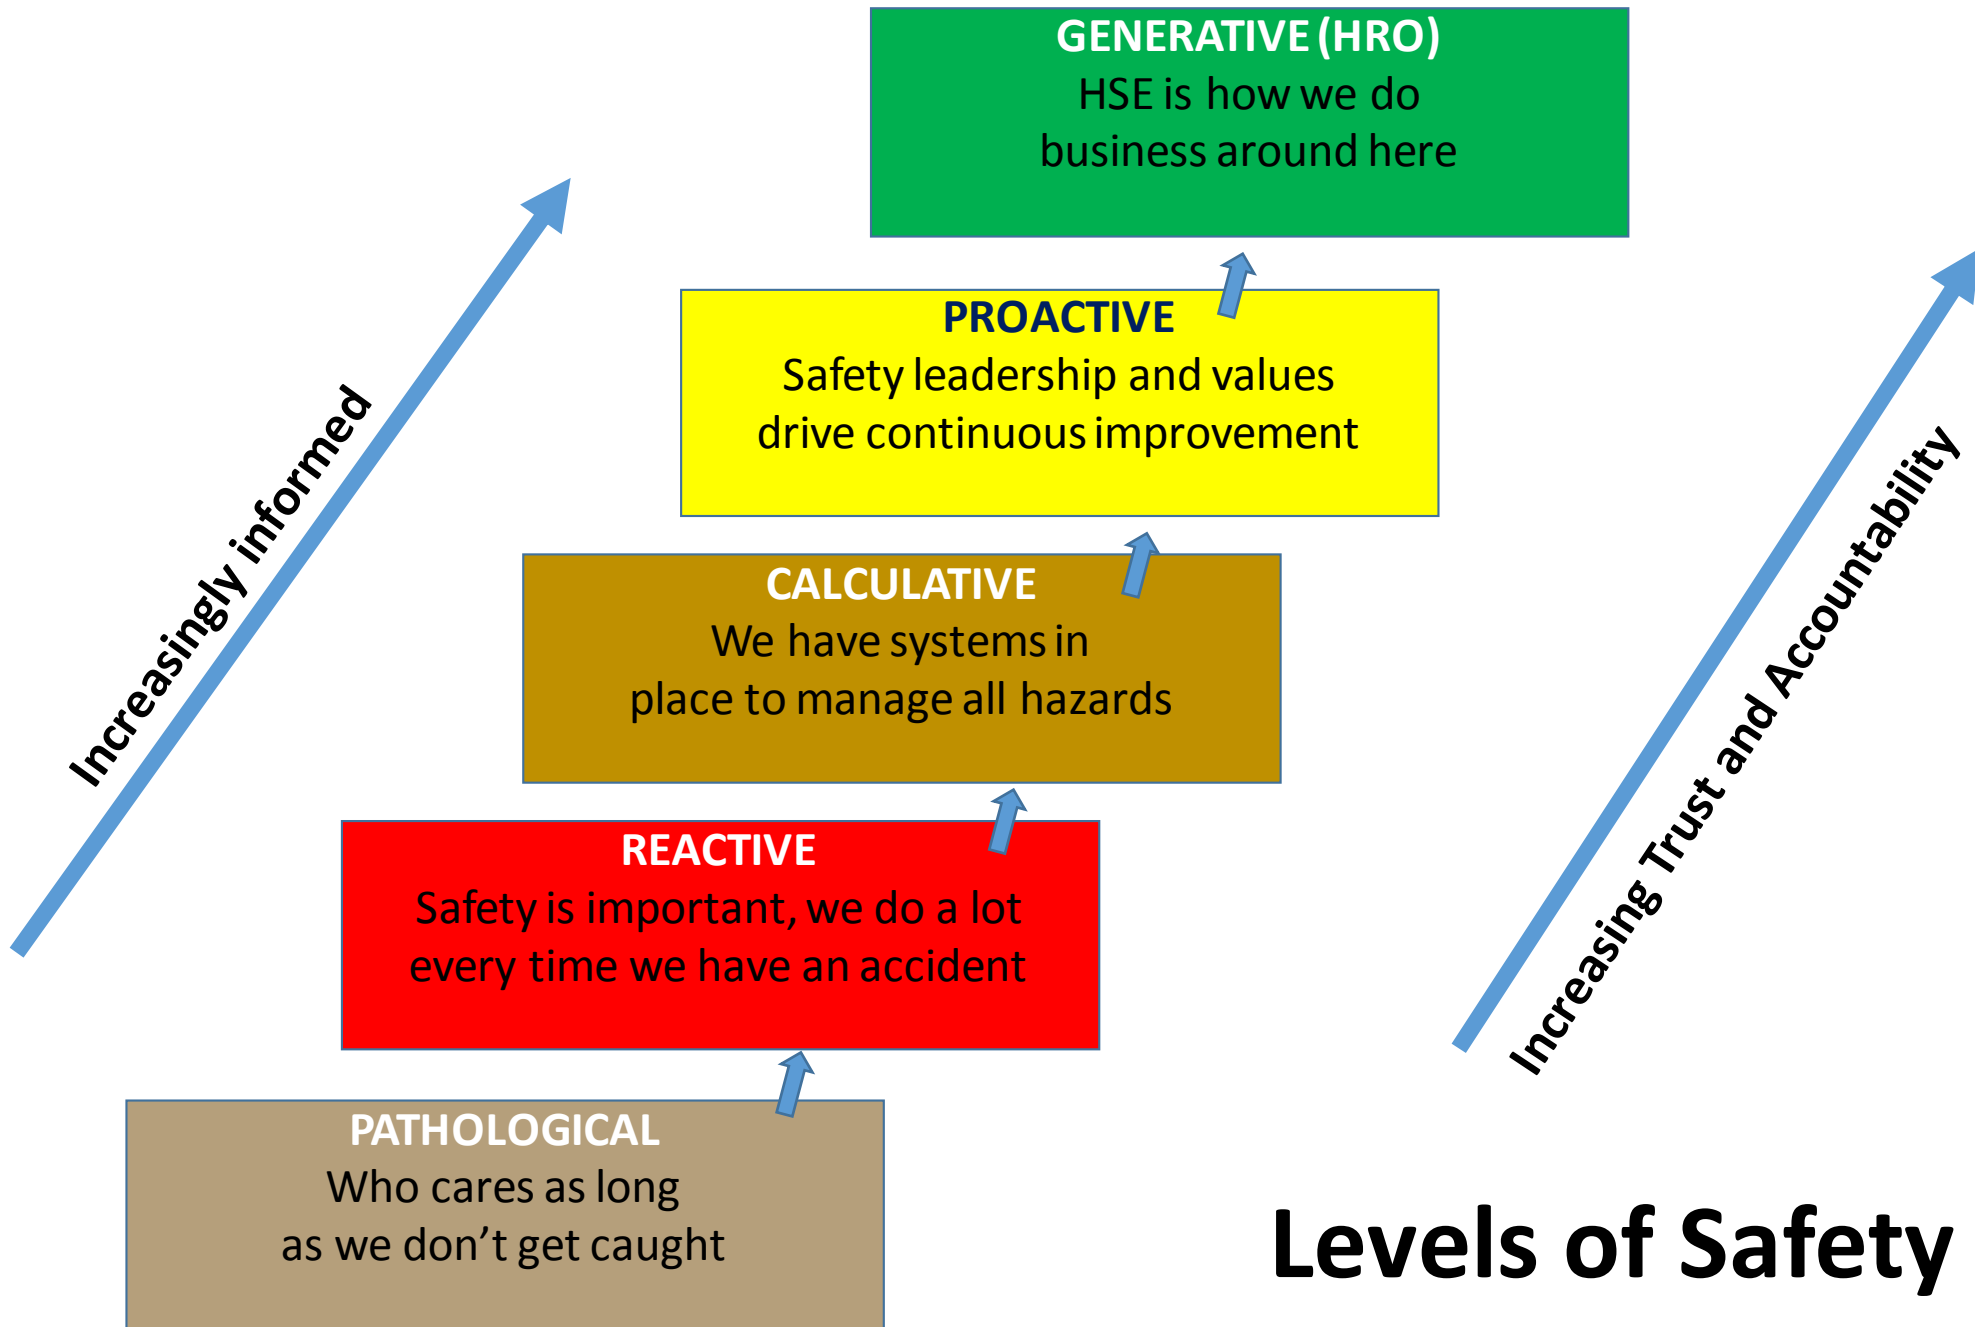 GENERATIVE (HRO)
HSE is how we do
business around here
PROACTIVE
Safety leadership and values
drive continuous improvement
CALCULATIVE
We have systems in
place to manage all hazards
REACTIVE
Safety is important, we do a lot
every time we have an accident
PATHOLOGICAL
Who cares as long
as we don’t get caught
Increasingly informed
Increasing Trust and Accountability
Levels of Safety